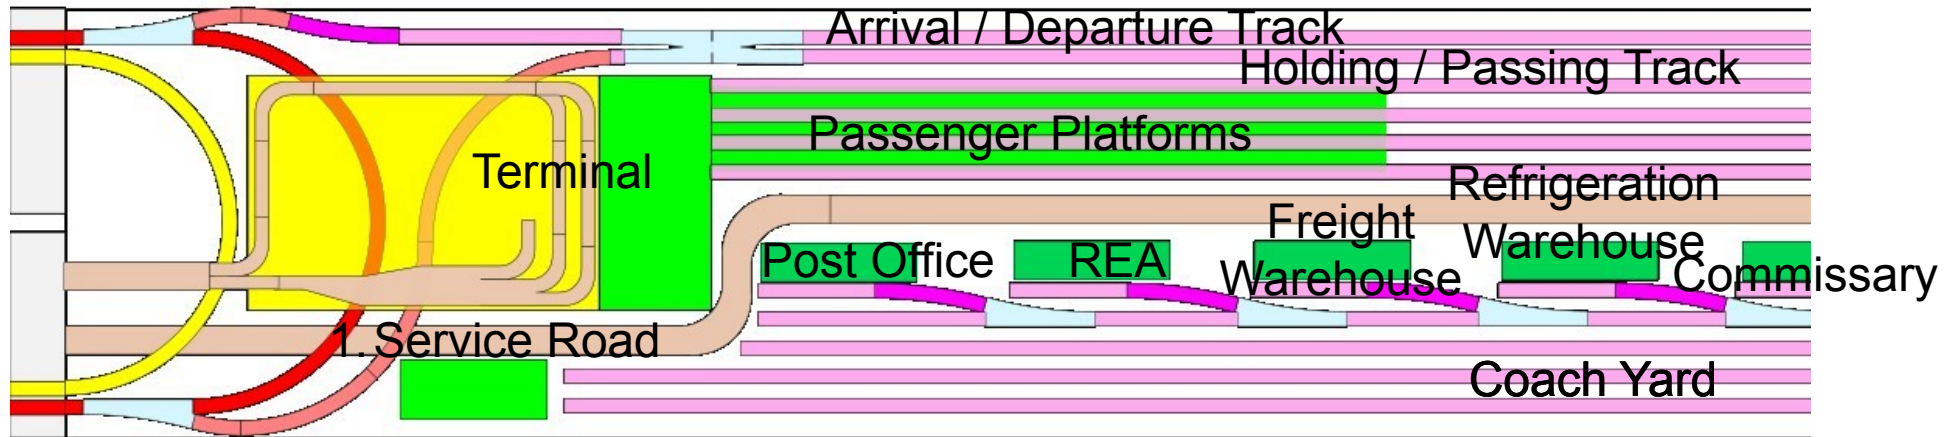 Arrival / Departure Track
Holding / Passing Track
Passenger Platforms
Terminal
Refrigeration
Warehouse
Freight
Warehouse
Post Office
REA
Commissary
1. Service Road
Coach Yard